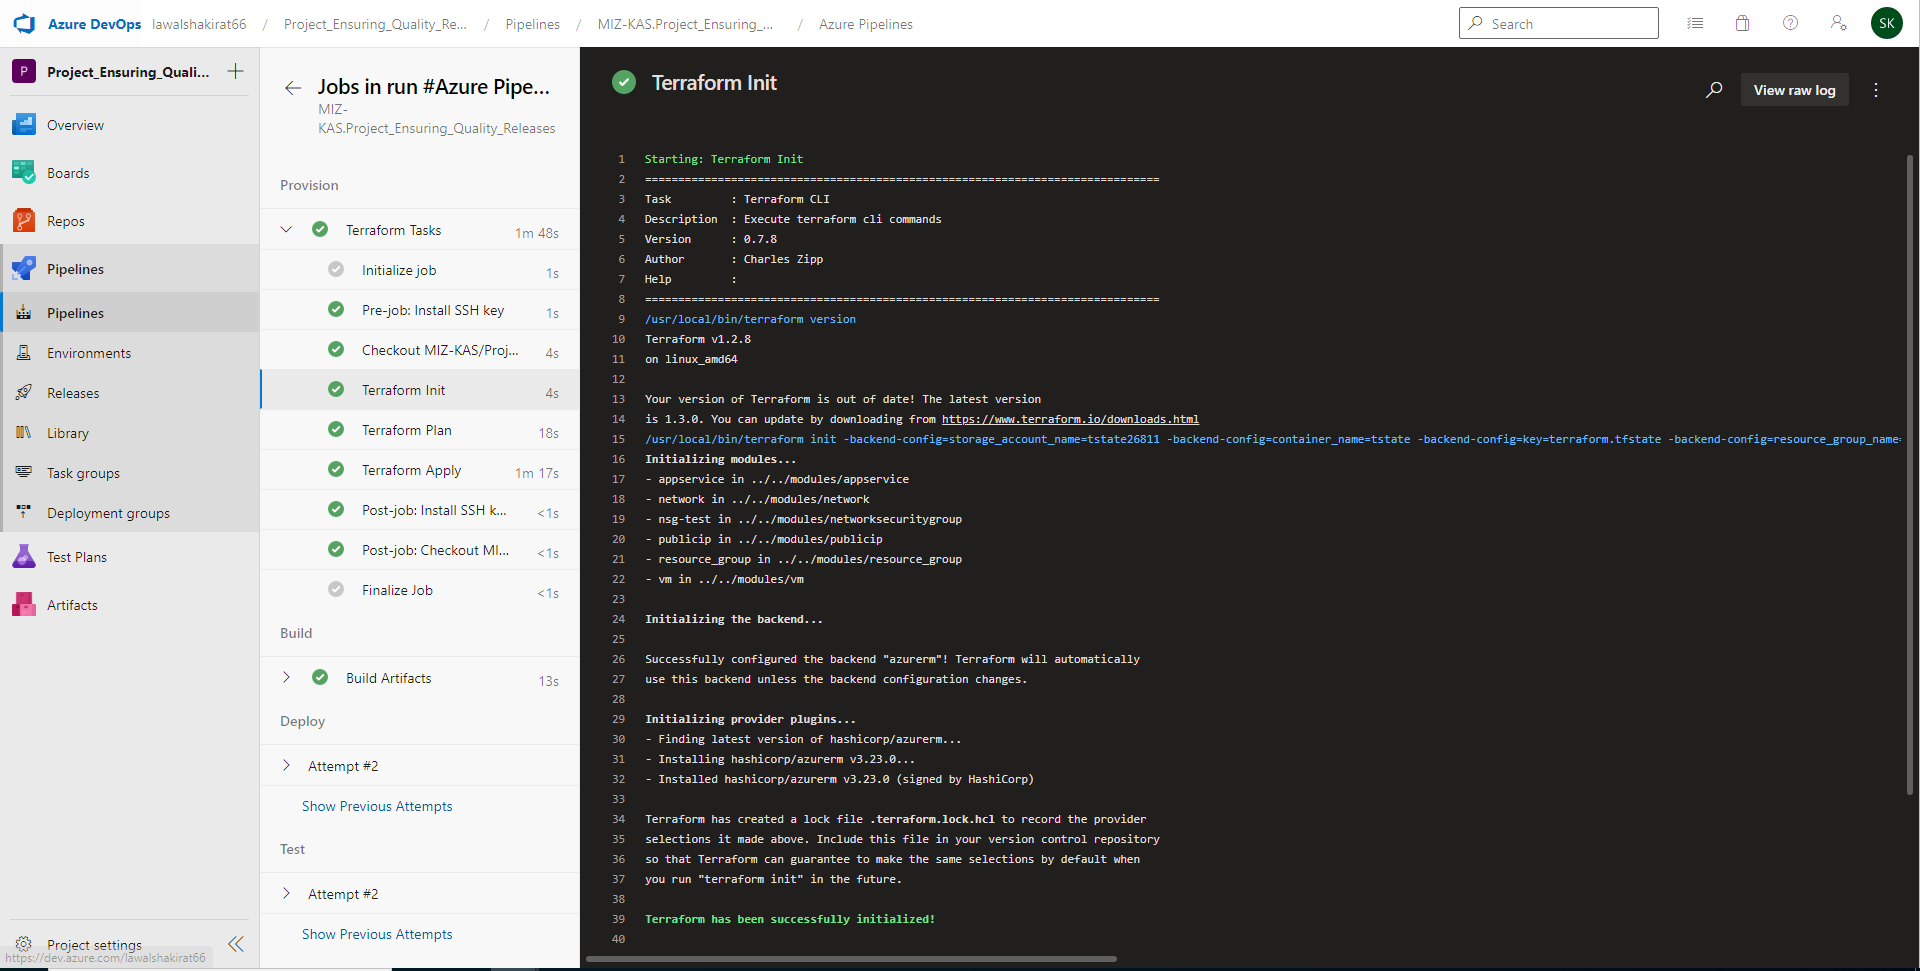 Azure DevOps lawalshakirat66 / Project_Ensuring_Quality_Re... / Pipelines / MIZ-KAS.Project_Ensuring_... / Azure Pipelines
Search
SK
P Project_Ensuring_Quali...
Overview
Boards
Repos
Pipelines
Pipelines
Environments
Releases
Library
Task groups
Deployment groups
Test Plans
Artifacts
Project settings
https://dev.azure.com/lawalshakirat66
Jobs in run #Azure Pipe...
MIZ-
KAS.Project_Ensuring_Quality_Releases
Provision
Terraform Tasks 1m 48s
Initialize job 1s
Pre-job: Install SSH key 1s
Checkout MIZ-KAS/Proj... 4s
Terraform Init 4s
Terraform Plan 18s
Terraform Apply 1m 17s
Post-job: Install SSH k... <1s
Post-job: Checkout MI... <1s
Finalize Job <1s
Build
Build Artifacts 13s
Deploy
Attempt #2
Show Previous Attempts
Test
Attempt #2
Show Previous Attempts
Terraform Init
View raw log
1 Starting: Terraform Init
2 ==============================================================================
3 Task : Terraform CLI
4 Description : Execute terraform cli commands
5 Version : 0.7.8
6 Author : Charles Zipp
7 Help :
8 ==============================================================================
9 /usr/local/bin/terraform version
10 Terraform v1.2.8
11 on linux_amd64
12
13 Your version of Terraform is out of date! The latest version
14 is 1.3.0. You can update by downloading from https://www.terraform.io/downloads.html
15 /usr/local/bin/terraform init -backend-config=storage_account_name=tstate26811 -backend-config=container_name=tstate -backend-config=key=terraform.tfstate -backend-config=resource_group_name=
16 Initializing modules...
17 - appservice in ../../modules/appservice
18 - network in ../../modules/network
19 - nsg-test in ../../modules/networksecuritygroup
20 - publicip in ../../modules/publicip
21 - resource_group in ../../modules/resource_group
22 - vm in ../../modules/vm
23
24 Initializing the backend...
25
26 Successfully configured the backend "azurerm"! Terraform will automatically
27 use this backend unless the backend configuration changes.
28
29 Initializing provider plugins...
30 - Finding latest version of hashicorp/azurerm...
31 - Installing hashicorp/azurerm v3.23.0...
32 - Installed hashicorp/azurerm v3.23.0 (signed by HashiCorp)
33
34 Terraform has created a lock file .terraform.lock.hcl to record the provider
35 selections it made above. Include this file in your version control repository
36 so that Terraform can guarantee to make the same selections by default when
37 you run "terraform init" in the future.
38
39 Terraform has been successfully initialized!
40